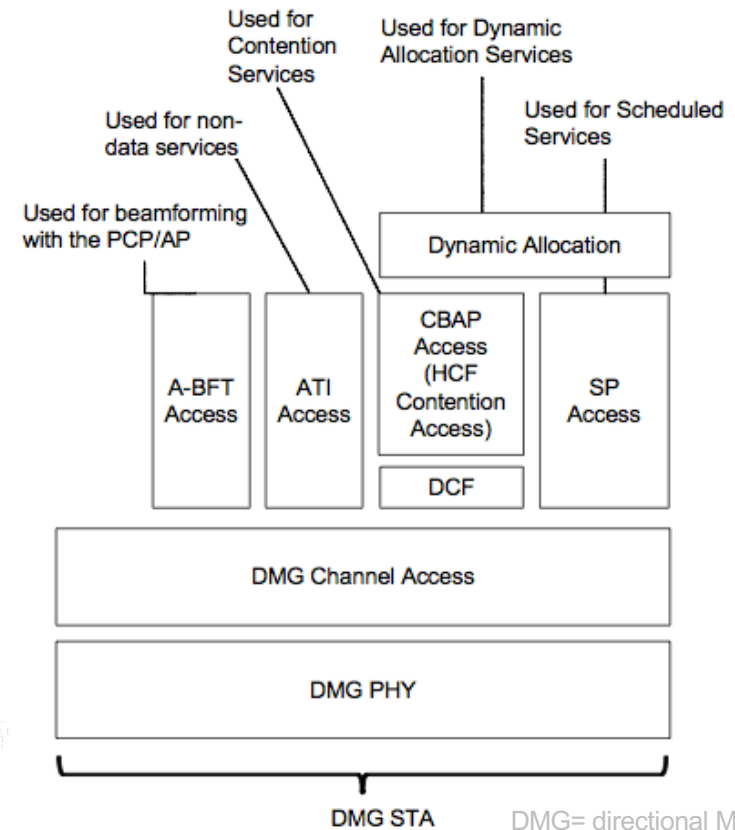 Used for
Contention
Services
Used for Dynamic
Allocation Services
Used for Scheduled
Services
Used for non-
data services
Used for beamforming
with the PCP/AP
Dynamic Allocation
A-BFT
Access
ATI
Access
CBAP
Access
(HCF
Contention
Access)
SP
Access
DCF
DMG Channel Access
DMG PHY
DMG STA
DMG= directional M